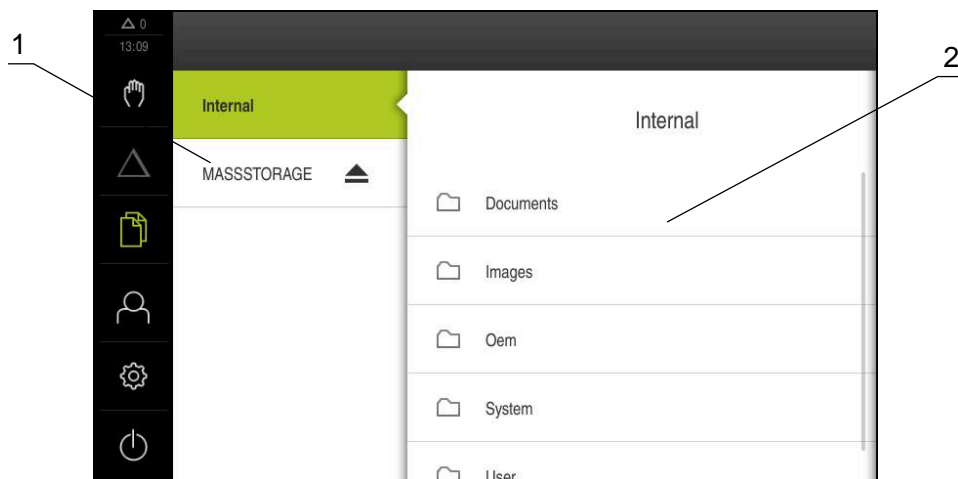 1
2
0
13:09
Internal
MASSSTORAGE
Internal
Documents
Images
Oem
System
User